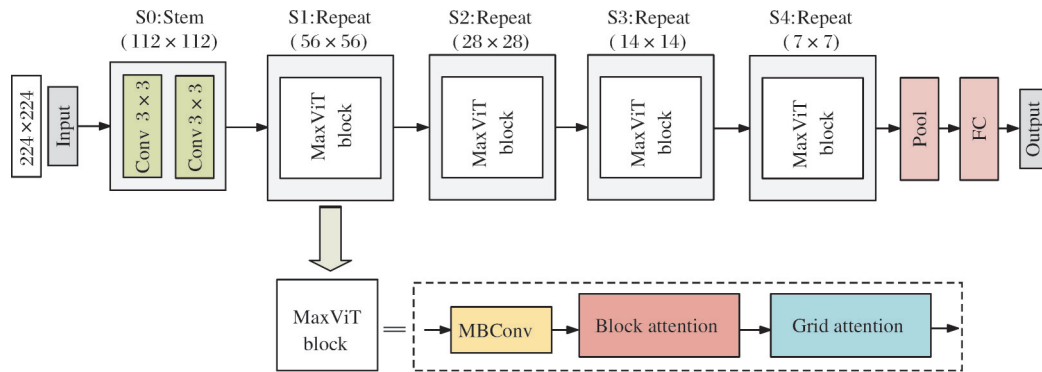 S0:Stem
(112×112)
S1:Repeat
(56×56)
S2:Repeat
(28×28)
S3:Repeat
(14×14)
S4:Repeat
(7×7)
224×224
Input
Conv 3×3
Conv 3×3
MaxViT
block
MaxViT
block
MaxViT
block
MaxViT
block
Pool
FC
Output
MaxViT
block
=
MBConv
Block attention
Grid attention